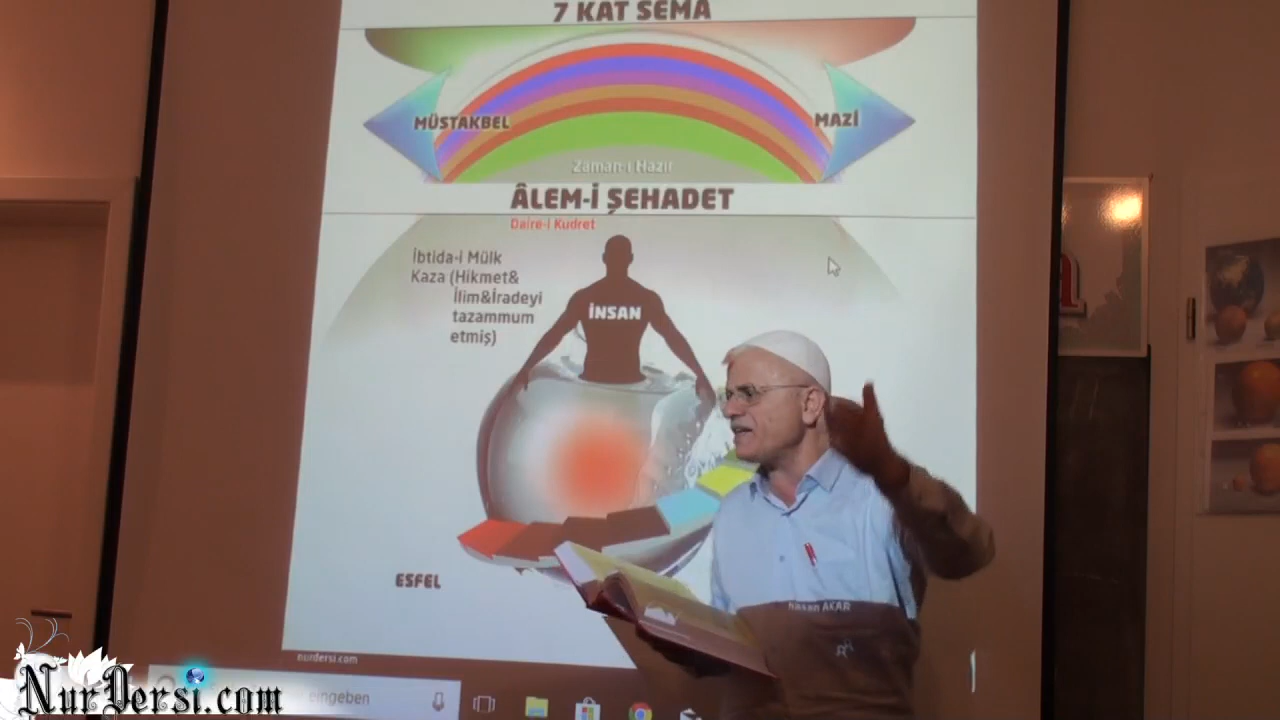 7 KAT SEMA
MÜSTAKBEL
MAZİ
Zaman-ı Hazır
ÂLEM-İ ŞEHADET
Daire-i Kudret
İbtida-i Mülk
Kaza (Hikmet&
İlim&İradeyi
tazammum
etmiş)
İNSAN
ESFEL
hasan AKAR
nurdersi.com
eingeben
NurDersi.com